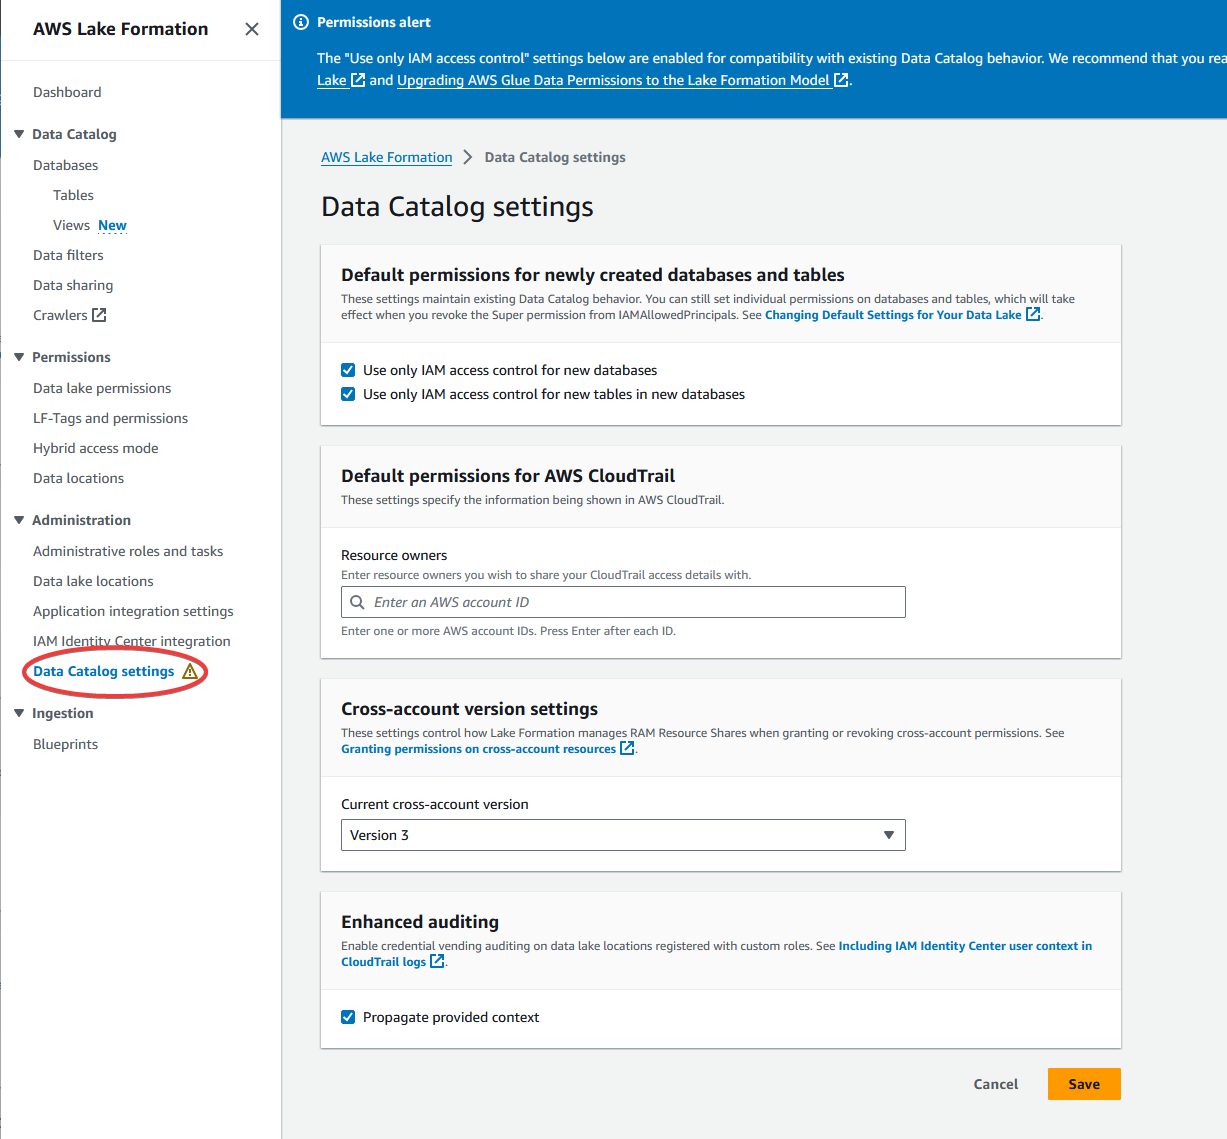 AWS Lake Formation
Dashboard
Data Catalog
Databases
Tables
Views New
Data filters
Data sharing
Crawlers
Permissions
Data lake permissions
LF-Tags and permissions
Hybrid access mode
Data locations
Administration
Administrative roles and tasks
Data lake locations
Application integration settings
IAM Identity Center integration
Data Catalog settings
Ingestion
Blueprints
Permissions alert
The "Use only IAM access control" settings below are enabled for compatibility with existing Data Catalog behavior. We recommend that you rea
Lake and Upgrading AWS Glue Data Permissions to the Lake Formation Model .
AWS Lake Formation > Data Catalog settings
Data Catalog settings
Default permissions for newly created databases and tables
These settings maintain existing Data Catalog behavior. You can still set individual permissions on databases and tables, which will take
effect when you revoke the Super permission from IAMAllowedPrincipals. See Changing Default Settings for Your Data Lake .
Use only IAM access control for new databases
Use only IAM access control for new tables in new databases
Default permissions for AWS CloudTrail
These settings specify the information being shown in AWS CloudTrail.
Resource owners
Enter resource owners you wish to share your CloudTrail access details with.
Enter an AWS account ID
Enter one or more AWS account IDs. Press Enter after each ID.
Cross-account version settings
These settings control how Lake Formation manages RAM Resource Shares when granting or revoking cross-account permissions. See
Granting permissions on cross-account resources .
Current cross-account version
Version 3
Enhanced auditing
Enable credential vending auditing on data lake locations registered with custom roles. See Including IAM Identity Center user context in
CloudTrail logs .
Propagate provided context
Cancel
Save